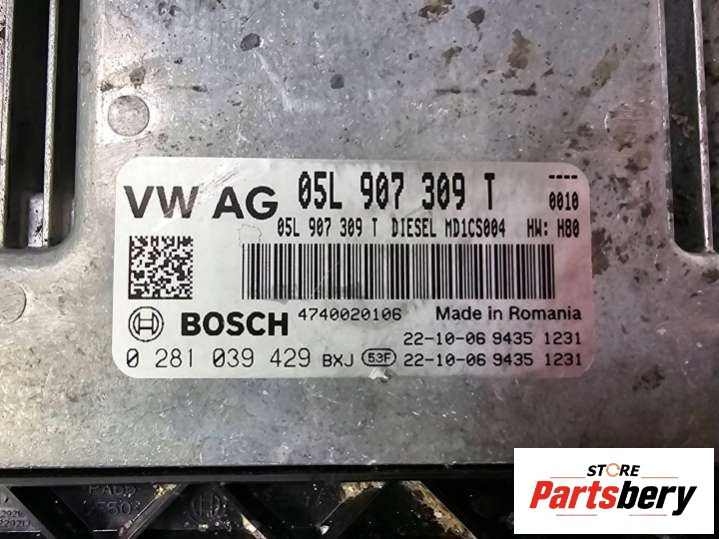 VW AG 05L 907 309 T ----
0010
05L 907 309 T DIESEL MD1CS004 HW: H80
4740020106 Made in Romania
BOSCH 22-10-06 9435 1231
0 281 039 429 BXJ 53F 22-10-06 9435 1231
STORE
Partsbery